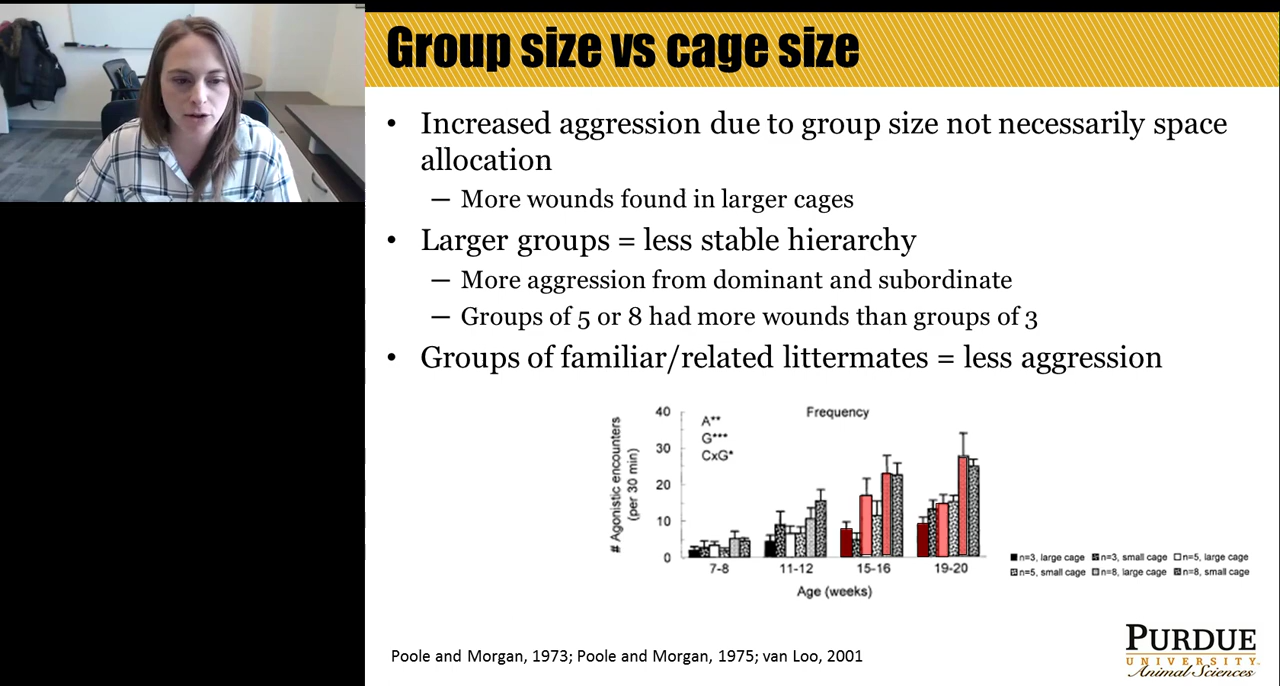 Group size vs cage size
• Increased aggression due to group size not necessarily space
allocation
– More wounds found in larger cages
• Larger groups = less stable hierarchy
– More aggression from dominant and subordinate
– Groups of 5 or 8 had more wounds than groups of 3
• Groups of familiar/related littermates = less aggression
Frequency
# Agonistic encounters
(per 30 min)
40
30
20
10
0
A**
G***
CxG*
7-8 11-12 15-16 19-20
Age (weeks)
n=3, large cage n=3, small cage n=5, large cage
n=5, small cage n=8, large cage n=8, small cage
Poole and Morgan, 1973; Poole and Morgan, 1975; van Loo, 2001
PURDUE
UNIVERSITY
Animal Sciences